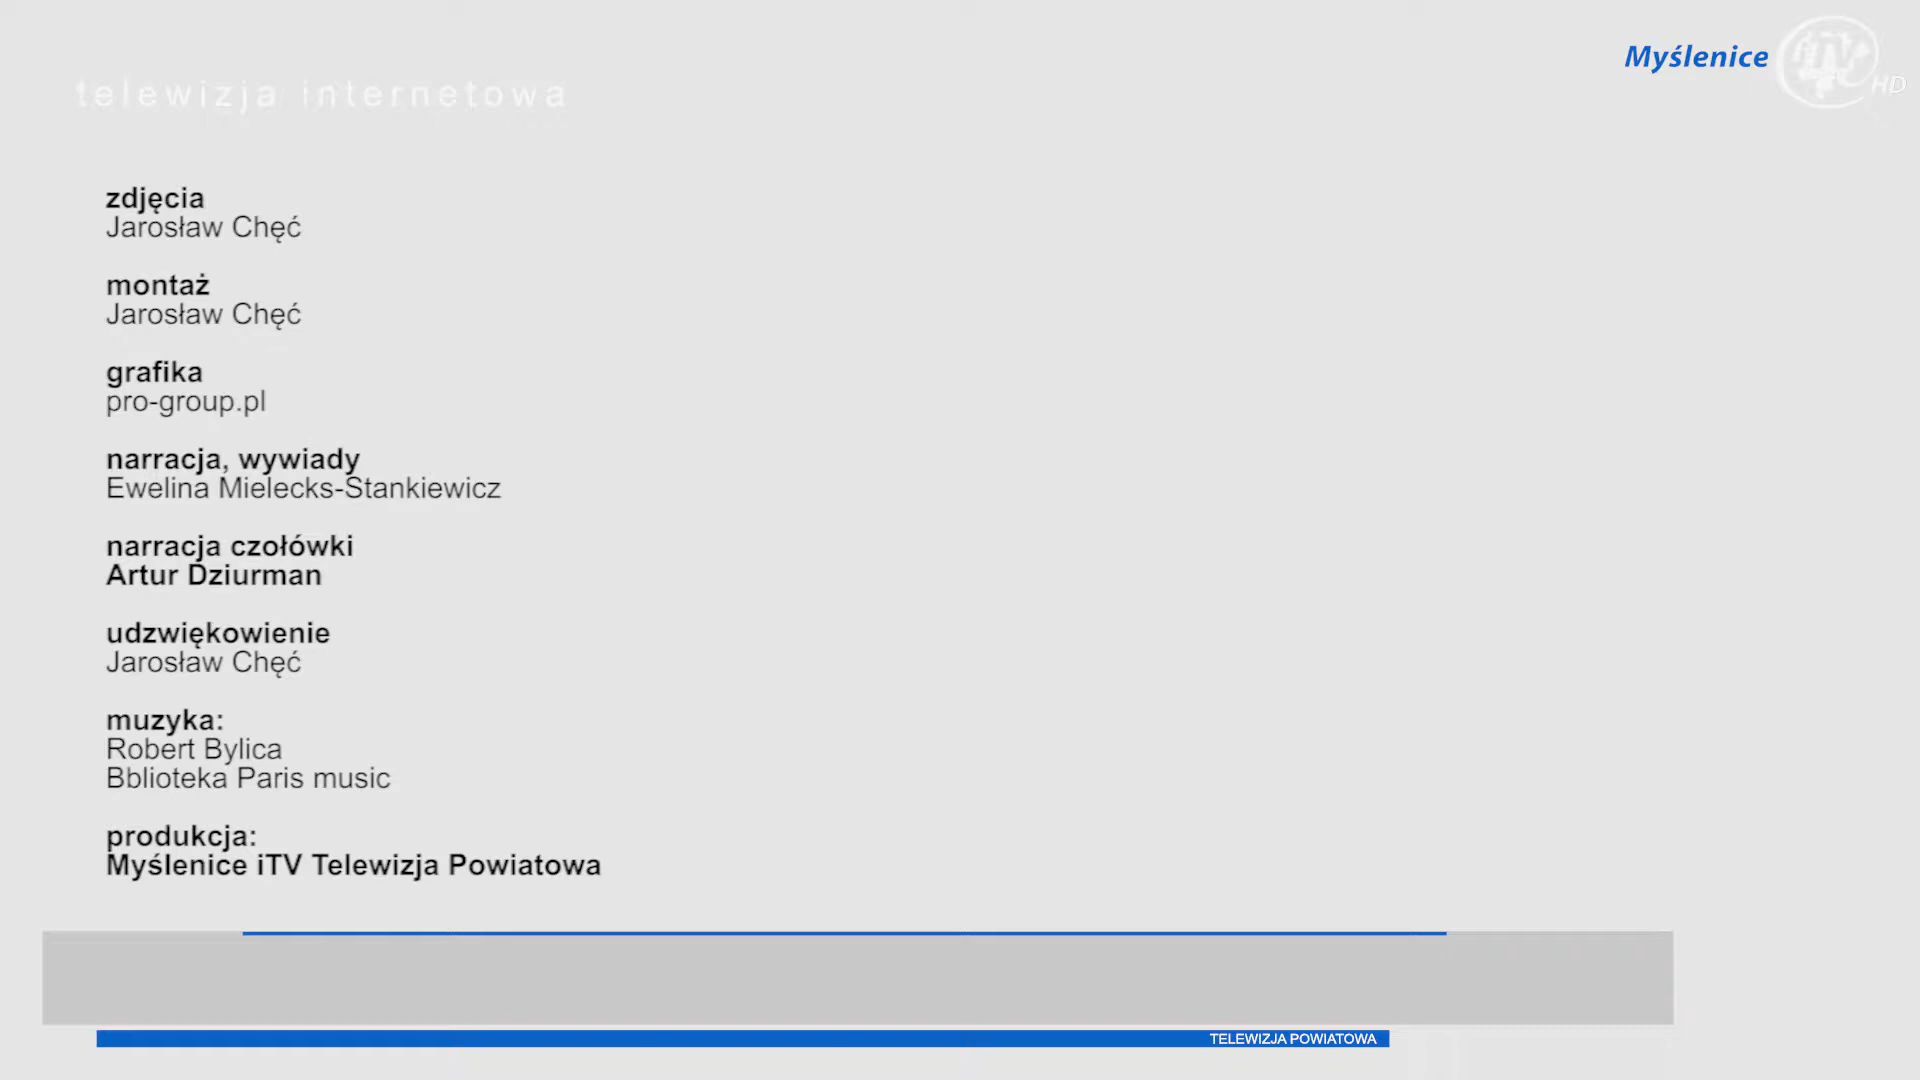 telewizja internetowa
Myślenice
iTV
HD
zdjęcia
Jarosław Chęć
montaż
Jarosław Chęć
grafika
pro-group.pl
narracja, wywiady
Ewelina Mielecks-Stankiewicz
narracja czołówki
Artur Dziurman
udzwiękowienie
Jarosław Chęć
muzyka:
Robert Bylica
Bblioteka Paris music
produkcja:
Myślenice iTV Telewizja Powiatowa
TELEWIZJA POWIATOWA